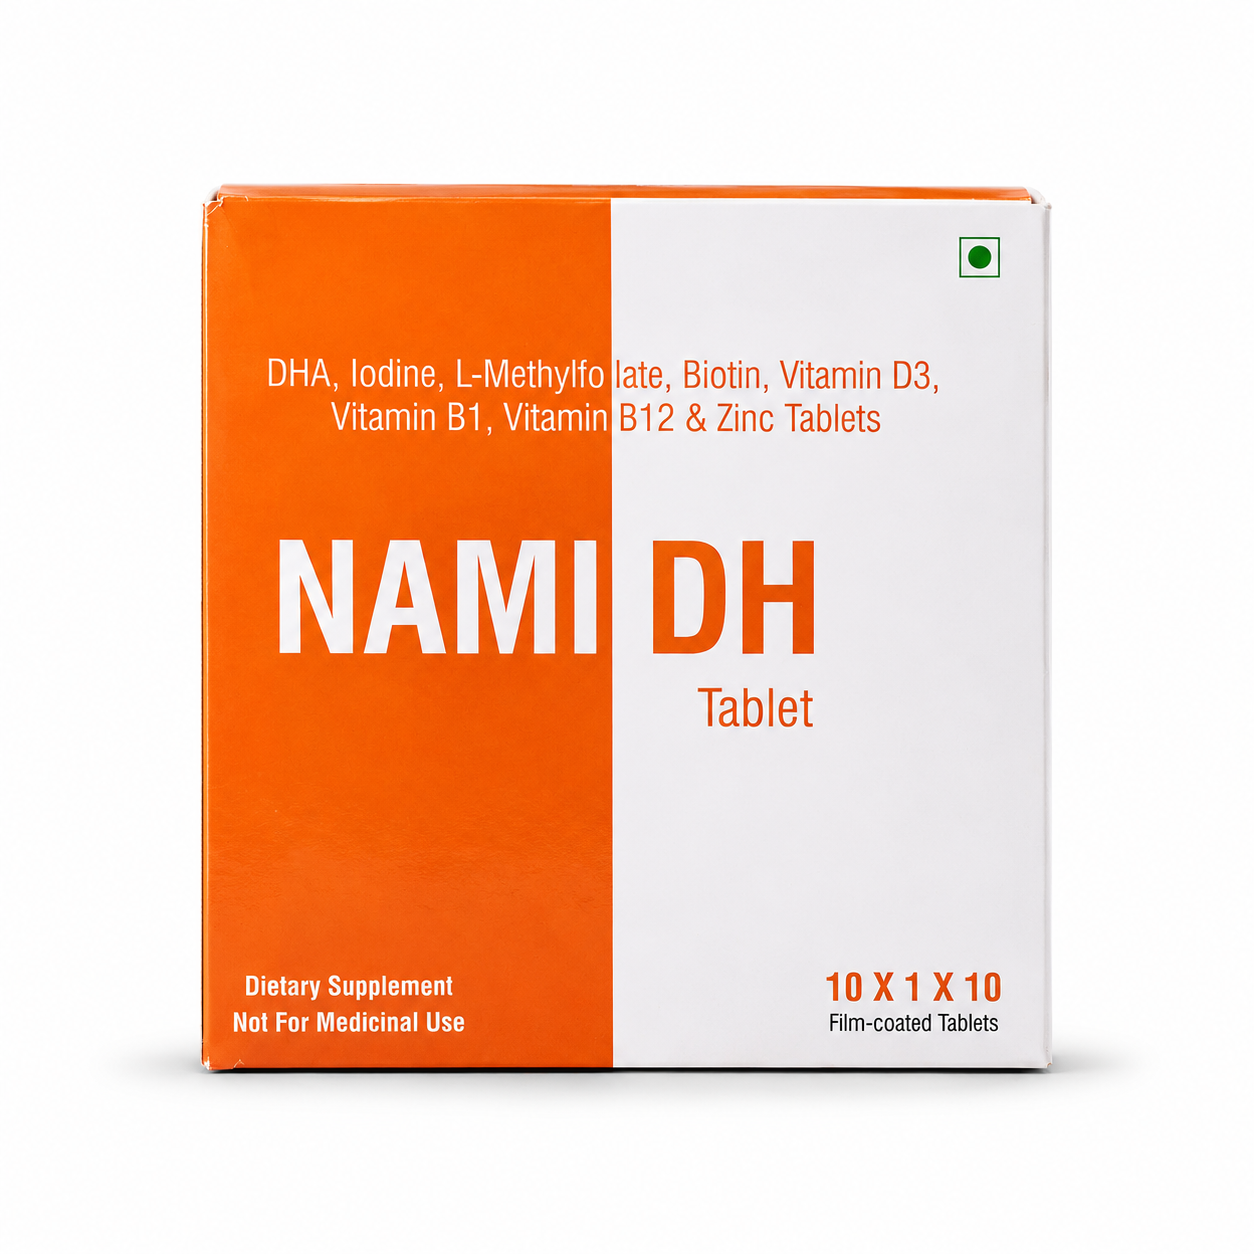 DHA, Iodine, L-Methylfolate, Biotin, Vitamin D3,
Vitamin B1, Vitamin B12 & Zinc Tablets
NAMI DH
Tablet
Dietary Supplement
Not For Medicinal Use
10 X 1 X 10
Film-coated Tablets